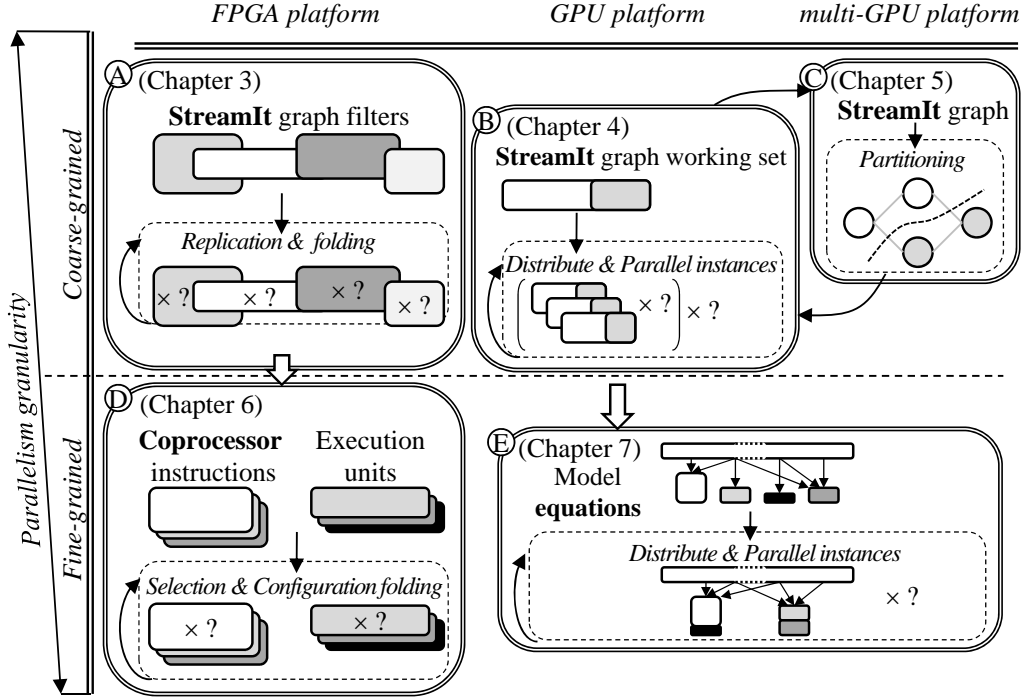 FPGA platform
GPU platform
multi-GPU platform
Parallelism granularity
Coarse-grained
Fine-grained
A (Chapter 3)
StreamIt graph filters
Replication & folding
× ? × ? × ? × ?
B (Chapter 4)
StreamIt graph working set
Distribute & Parallel instances
× ? × ?
C (Chapter 5)
StreamIt graph
Partitioning
D (Chapter 6)
Coprocessor
instructions
Execution
units
Selection & Configuration folding
× ? × ?
E (Chapter 7)
Model
equations
Distribute & Parallel instances
× ?